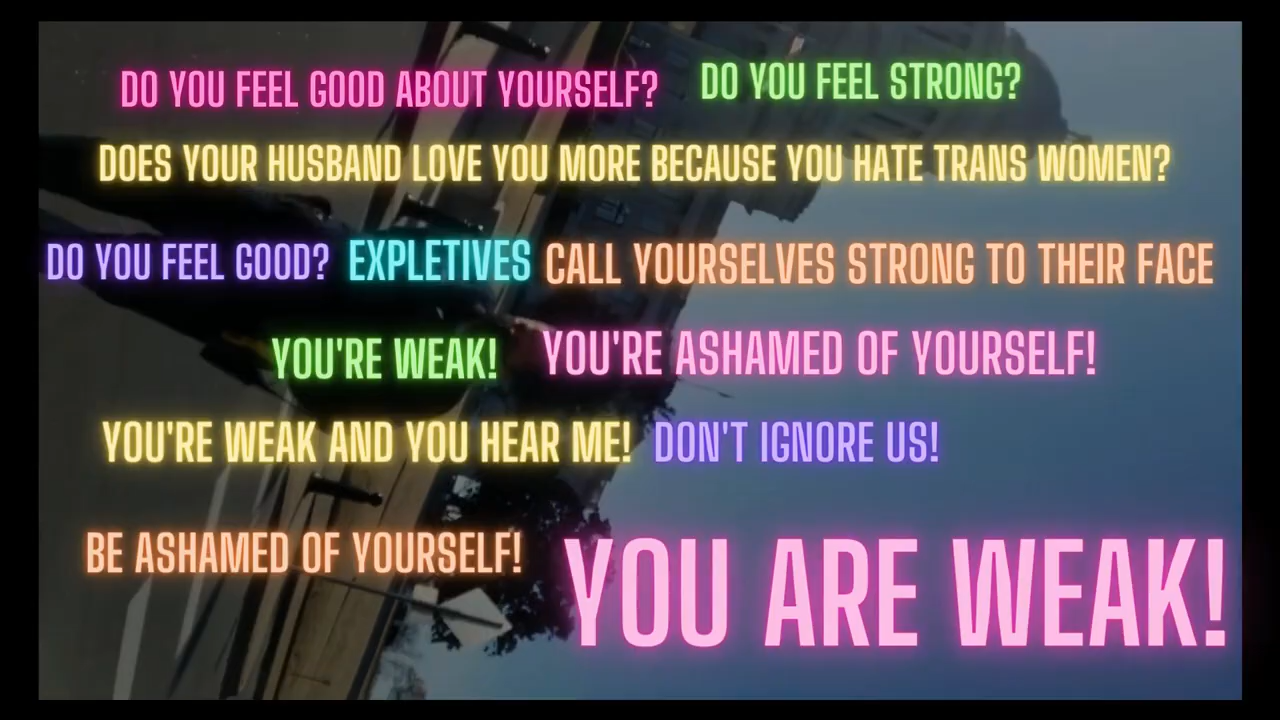 DO YOU FEEL GOOD ABOUT YOURSELF? DO YOU FEEL STRONG?
DOES YOUR HUSBAND LOVE YOU MORE BECAUSE YOU HATE TRANS WOMEN?
DO YOU FEEL GOOD? EXPLETIVES CALL YOURSELVES STRONG TO THEIR FACE
YOU'RE WEAK! YOU'RE ASHAMED OF YOURSELF!
YOU'RE WEAK AND YOU HEAR ME! DON'T IGNORE US!
BE ASHAMED OF YOURSELF! YOU ARE WEAK!